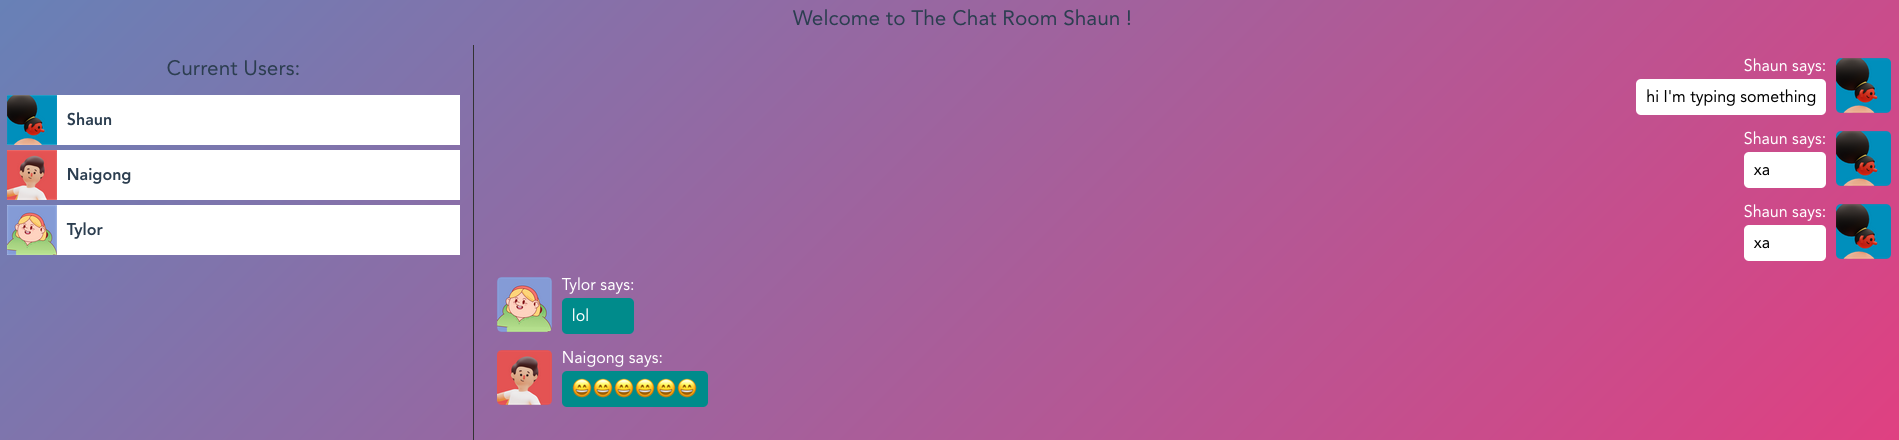 Welcome to The Chat Room Shaun !
Current Users:
Shaun
Naigong
Tylor
Shaun says:
hi I'm typing something
Shaun says:
xa
Shaun says:
xa
Tylor says:
lol
Naigong says:
😄😄😄😄😄😄